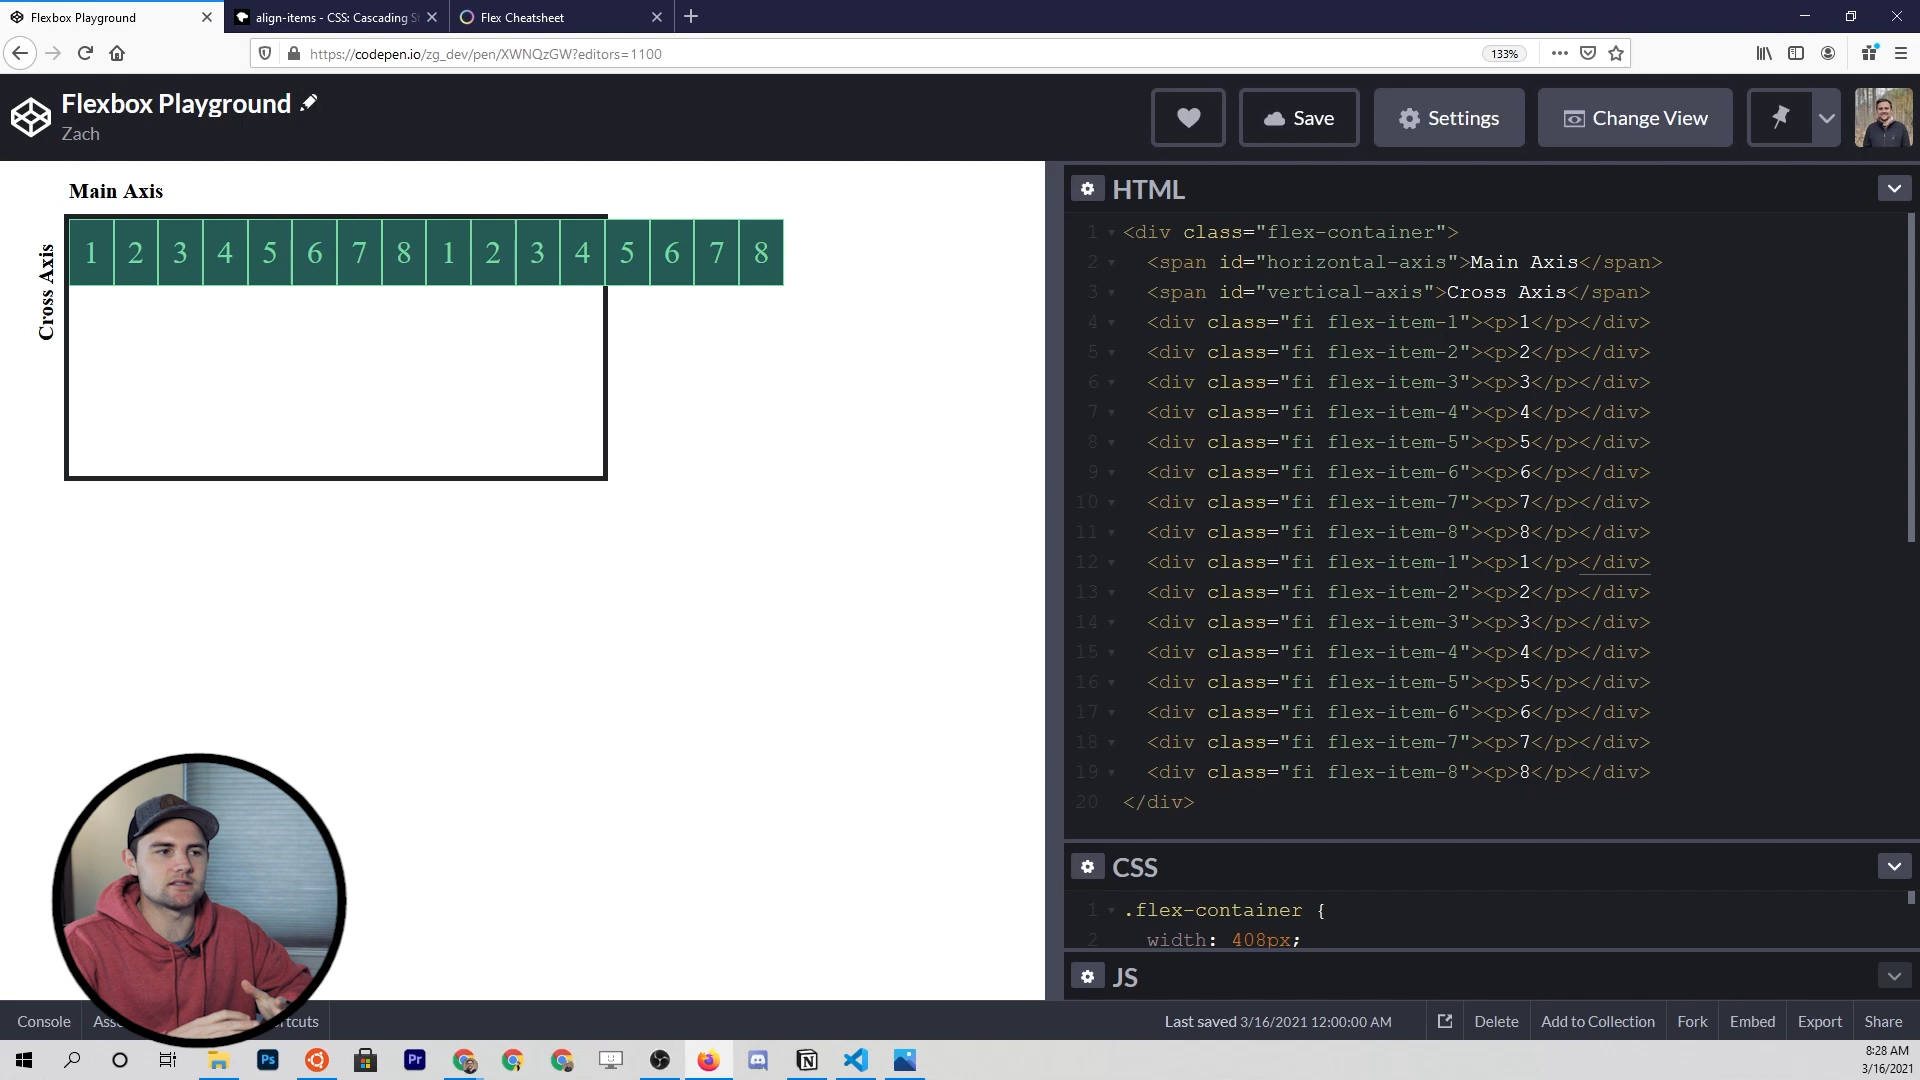 Flexbox Playground
align-items - CSS: Cascading S
Flex Cheatsheet
https://codepen.io/zg_dev/pen/XWNQzGW?editors=1100
133%
Flexbox Playground
Zach
Save
Settings
Change View
Main Axis
Cross Axis
1 2 3 4 5 6 7 8 1 2 3 4 5 6 7 8
HTML
1 <div class="flex-container">
2 <span id="horizontal-axis">Main Axis</span>
3 <span id="vertical-axis">Cross Axis</span>
4 <div class="fi flex-item-1"><p>1</p></div>
5 <div class="fi flex-item-2"><p>2</p></div>
6 <div class="fi flex-item-3"><p>3</p></div>
7 <div class="fi flex-item-4"><p>4</p></div>
8 <div class="fi flex-item-5"><p>5</p></div>
9 <div class="fi flex-item-6"><p>6</p></div>
10 <div class="fi flex-item-7"><p>7</p></div>
11 <div class="fi flex-item-8"><p>8</p></div>
12 <div class="fi flex-item-1"><p>1</p></div>
13 <div class="fi flex-item-2"><p>2</p></div>
14 <div class="fi flex-item-3"><p>3</p></div>
15 <div class="fi flex-item-4"><p>4</p></div>
16 <div class="fi flex-item-5"><p>5</p></div>
17 <div class="fi flex-item-6"><p>6</p></div>
18 <div class="fi flex-item-7"><p>7</p></div>
19 <div class="fi flex-item-8"><p>8</p></div>
20 </div>
CSS
1 .flex-container {
2 width: 408px;
JS
Console
Last saved 3/16/2021 12:00:00 AM
Delete
Add to Collection
Fork
Embed
Export
Share
Ps
Pr
8:28 AM
3/16/2021